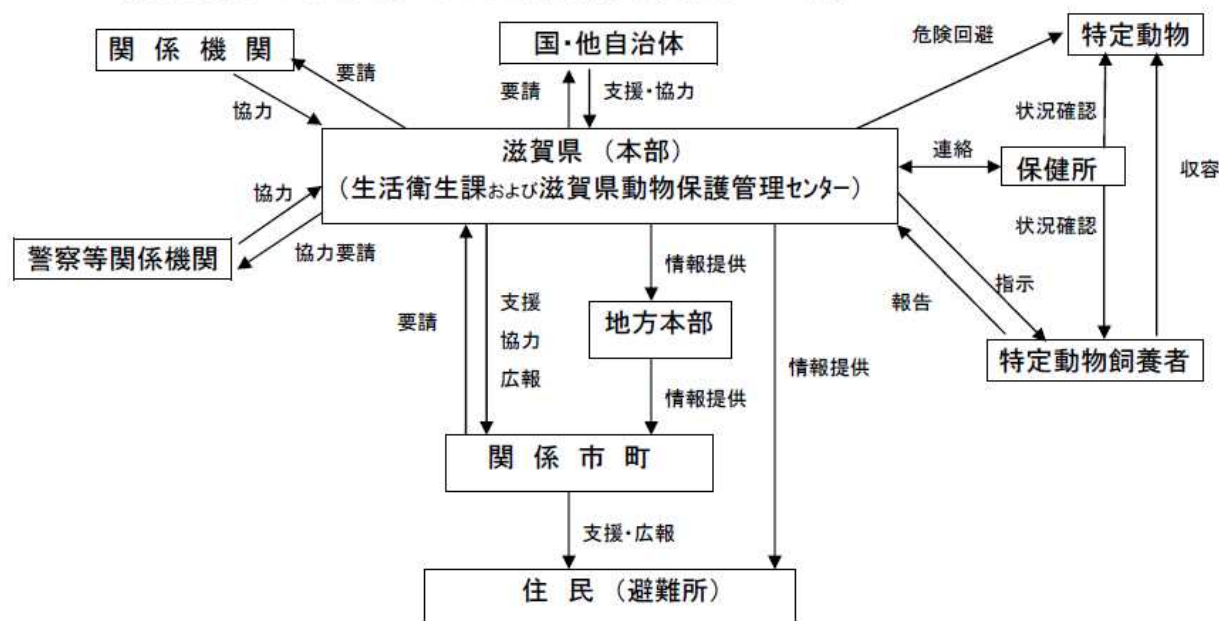 関係機関
国・他自治体
特定動物
危険回避
要請
協力
要請
支援・協力
状況確認
収容
滋賀県（本部）
（生活衛生課および滋賀県動物保護管理センター）
連絡
保健所
協力
状況確認
警察等関係機関
協力要請
情報提供
指示
報告
要請
支援
協力
広報
地方本部
情報提供
特定動物飼養者
情報提供
関係市町
支援・広報
住民（避難所）